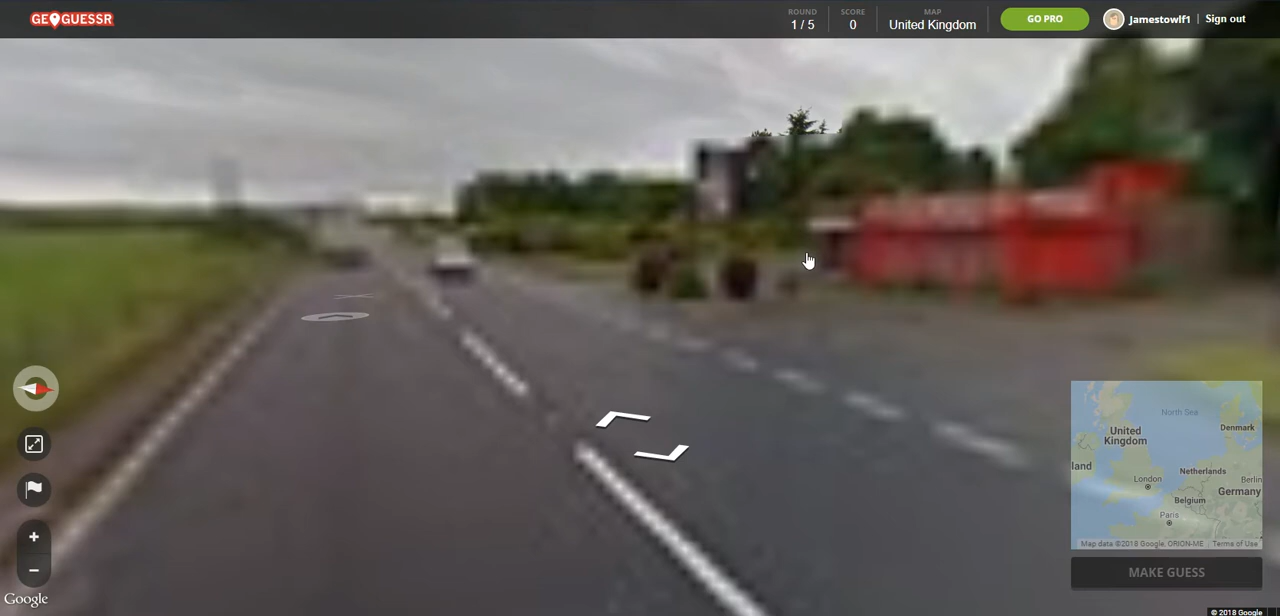 GEOGUESSR
ROUND
1 / 5
SCORE
0
MAP
United Kingdom
GO PRO
Jamestowlf1 | Sign out
North Sea
United
Kingdom
Denmark
land
Netherlands
London
Berlin
Belgium
Germany
Paris
Map data ©2018 Google, ORION-ME | Terms of Use
MAKE GUESS
+
−
Google
© 2018 Google